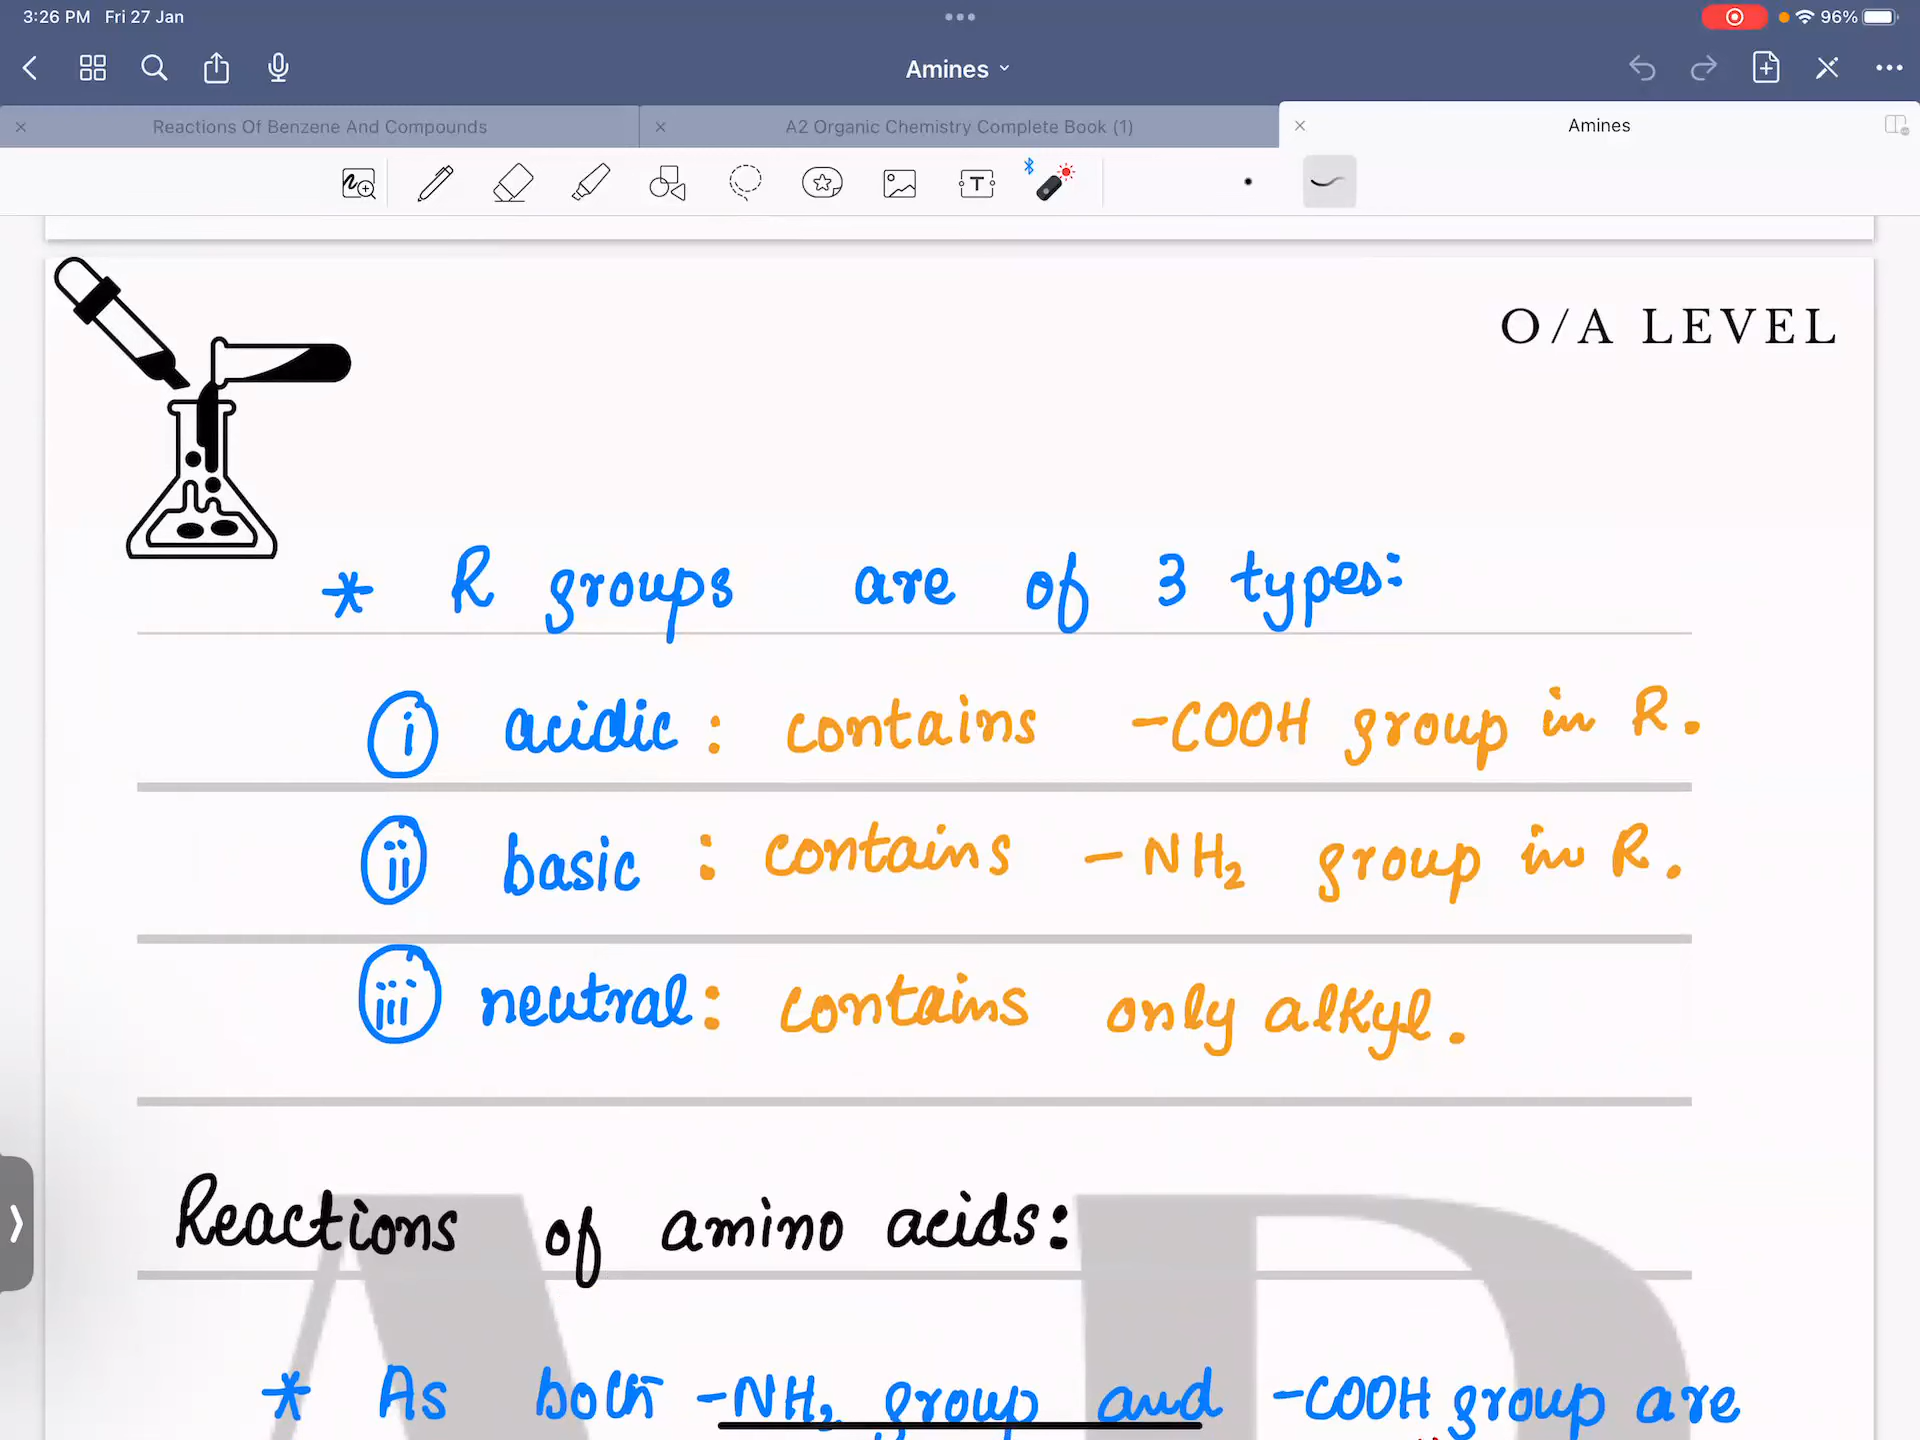 3:26 PM Fri 27 Jan
96%
Amines
Reactions Of Benzene And Compounds
A2 Organic Chemistry Complete Book (1)
Amines
T
O/A LEVEL
* R groups are of 3 types:
i acidic : contains -COOH group in R.
ii basic : contains - NH₂ group in R.
iii neutral : contains only alkyl.
Reactions of amino acids:
* As both -NH₂ group and -COOH group are